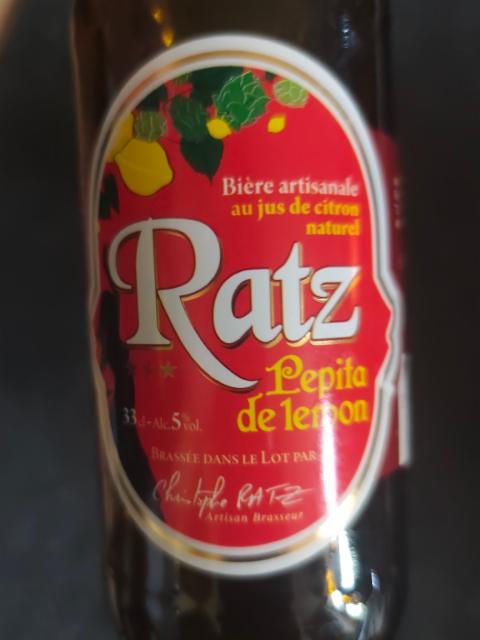 Bière artisanale
au jus de citron
naturel
Ratz
Pepita
de lemon
33cl - Alc. 5% vol.
BRASSÉE DANS LE LOT PAR
Christophe RATZ
Artisan Brasseur